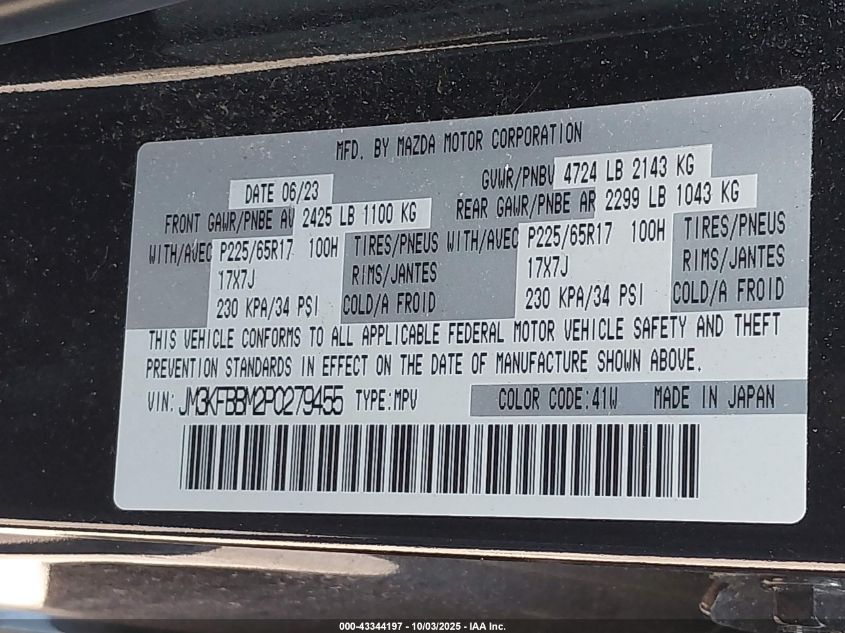 MFD. BY MAZDA MOTOR CORPORATION
DATE 06/23 GVWR/PNBV 4724 LB 2143 KG
FRONT GAWR/PNBE AV 2425 LB 1100 KG REAR GAWR/PNBE AR 2299 LB 1043 KG
WITH/AVEC P225/65R17 100H TIRES/PNEUS WITH/AVEC P225/65R17 100H TIRES/PNEUS
17X7J RIMS/JANTES 17X7J RIMS/JANTES
230 KPA/34 PSI COLD/A FROID 230 KPA/34 PSI COLD/A FROID
THIS VEHICLE CONFORMS TO ALL APPLICABLE FEDERAL MOTOR VEHICLE SAFETY AND THEFT
PREVENTION STANDARDS IN EFFECT ON THE DATE OF MANUFACTURE SHOWN ABOVE.
VIN: JM3KFBBM2P0279455 TYPE:MPV COLOR CODE:41W MADE IN JAPAN
000-43344197 - 10/03/2025 - IAA Inc.